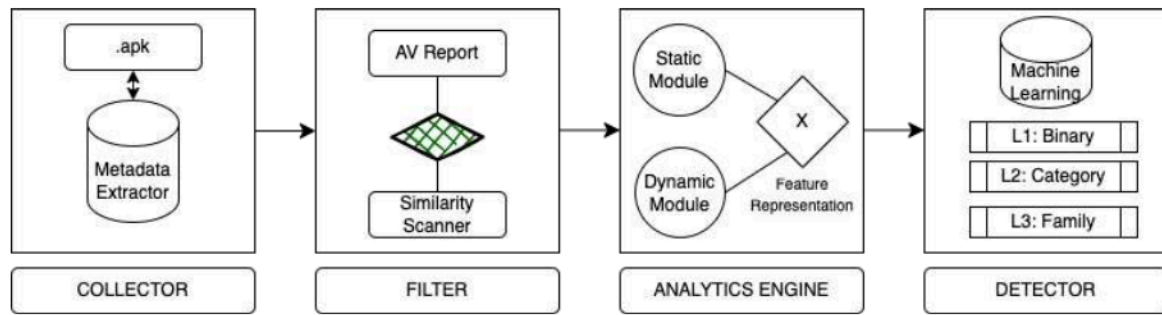 .apk
Metadata
Extractor
COLLECTOR
AV Report
Similarity
Scanner
FILTER
Static
Module
Dynamic
Module
X
Feature
Representation
ANALYTICS ENGINE
Machine
Learning
L1: Binary
L2: Category
L3: Family
DETECTOR